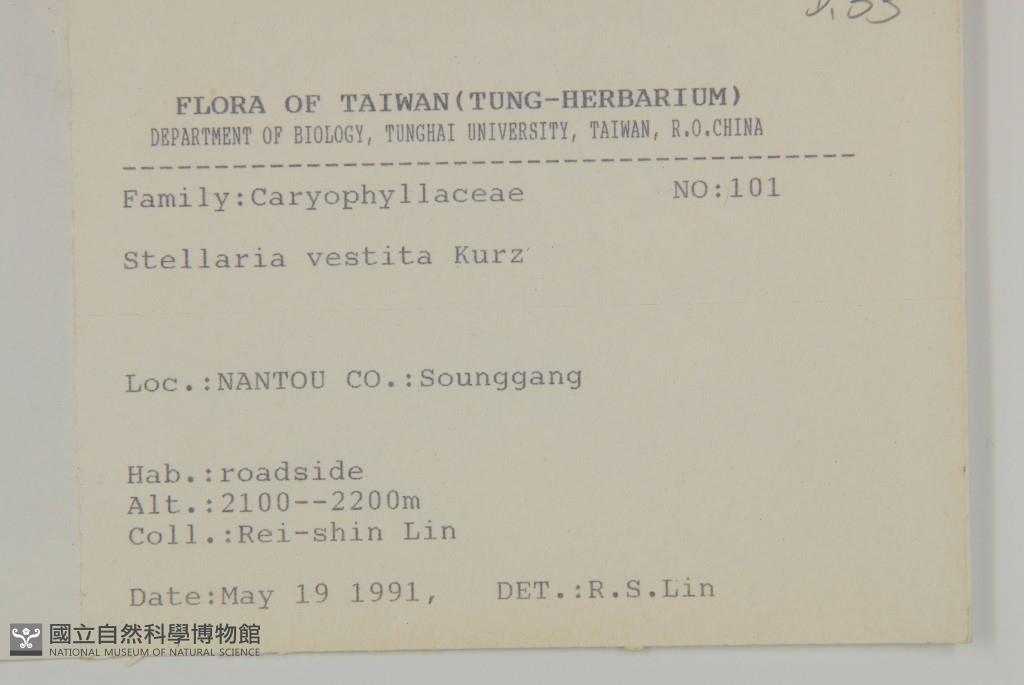 FLORA OF TAIWAN(TUNG-HERBARIUM)
DEPARTMENT OF BIOLOGY, TUNGHAI UNIVERSITY, TAIWAN, R.O.CHINA
Family:Caryophyllaceae NO:101
Stellaria vestita Kurz
Loc.:NANTOU CO.:Sounggang
Hab.:roadside
Alt.:2100--2200m
Coll.:Rei-shin Lin
Date:May 19 1991, DET.:R.S.Lin
國立自然科學博物館
NATIONAL MUSEUM OF NATURAL SCIENCE